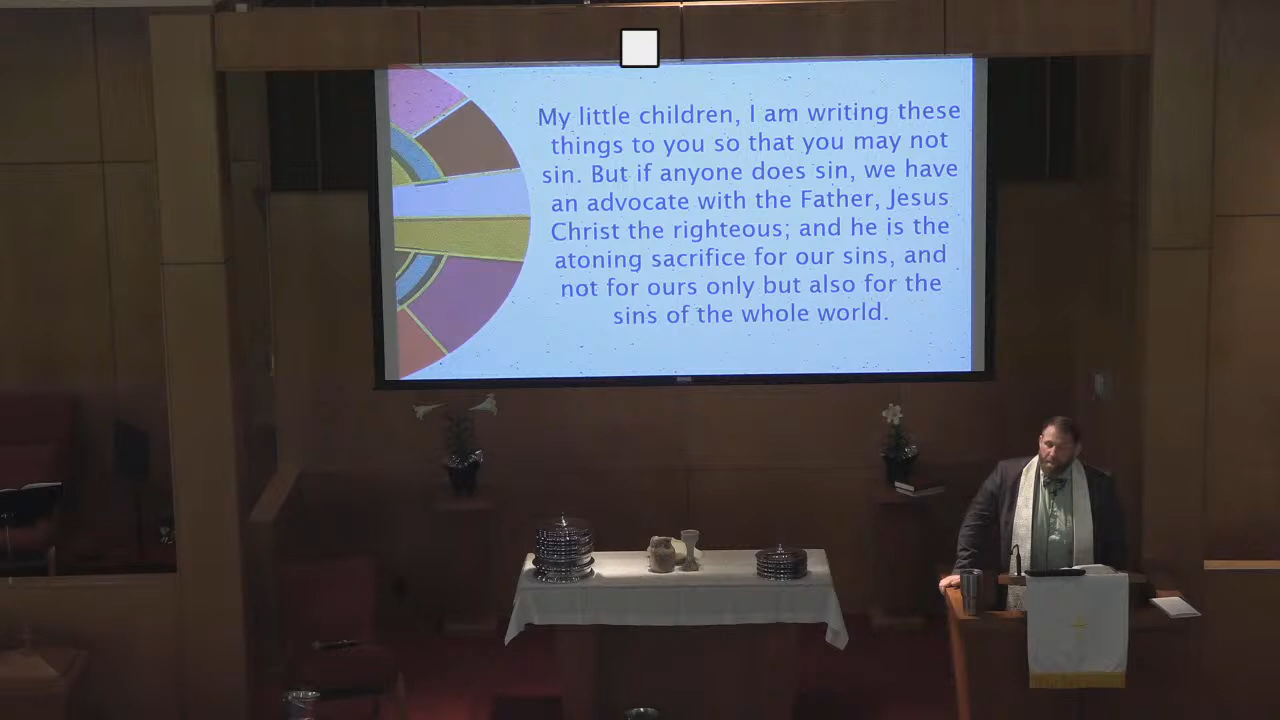 My little children, I am writing these
things to you so that you may not
sin. But if anyone does sin, we have
an advocate with the Father, Jesus
Christ the righteous; and he is the
atoning sacrifice for our sins, and
not for ours only but also for the
sins of the whole world.